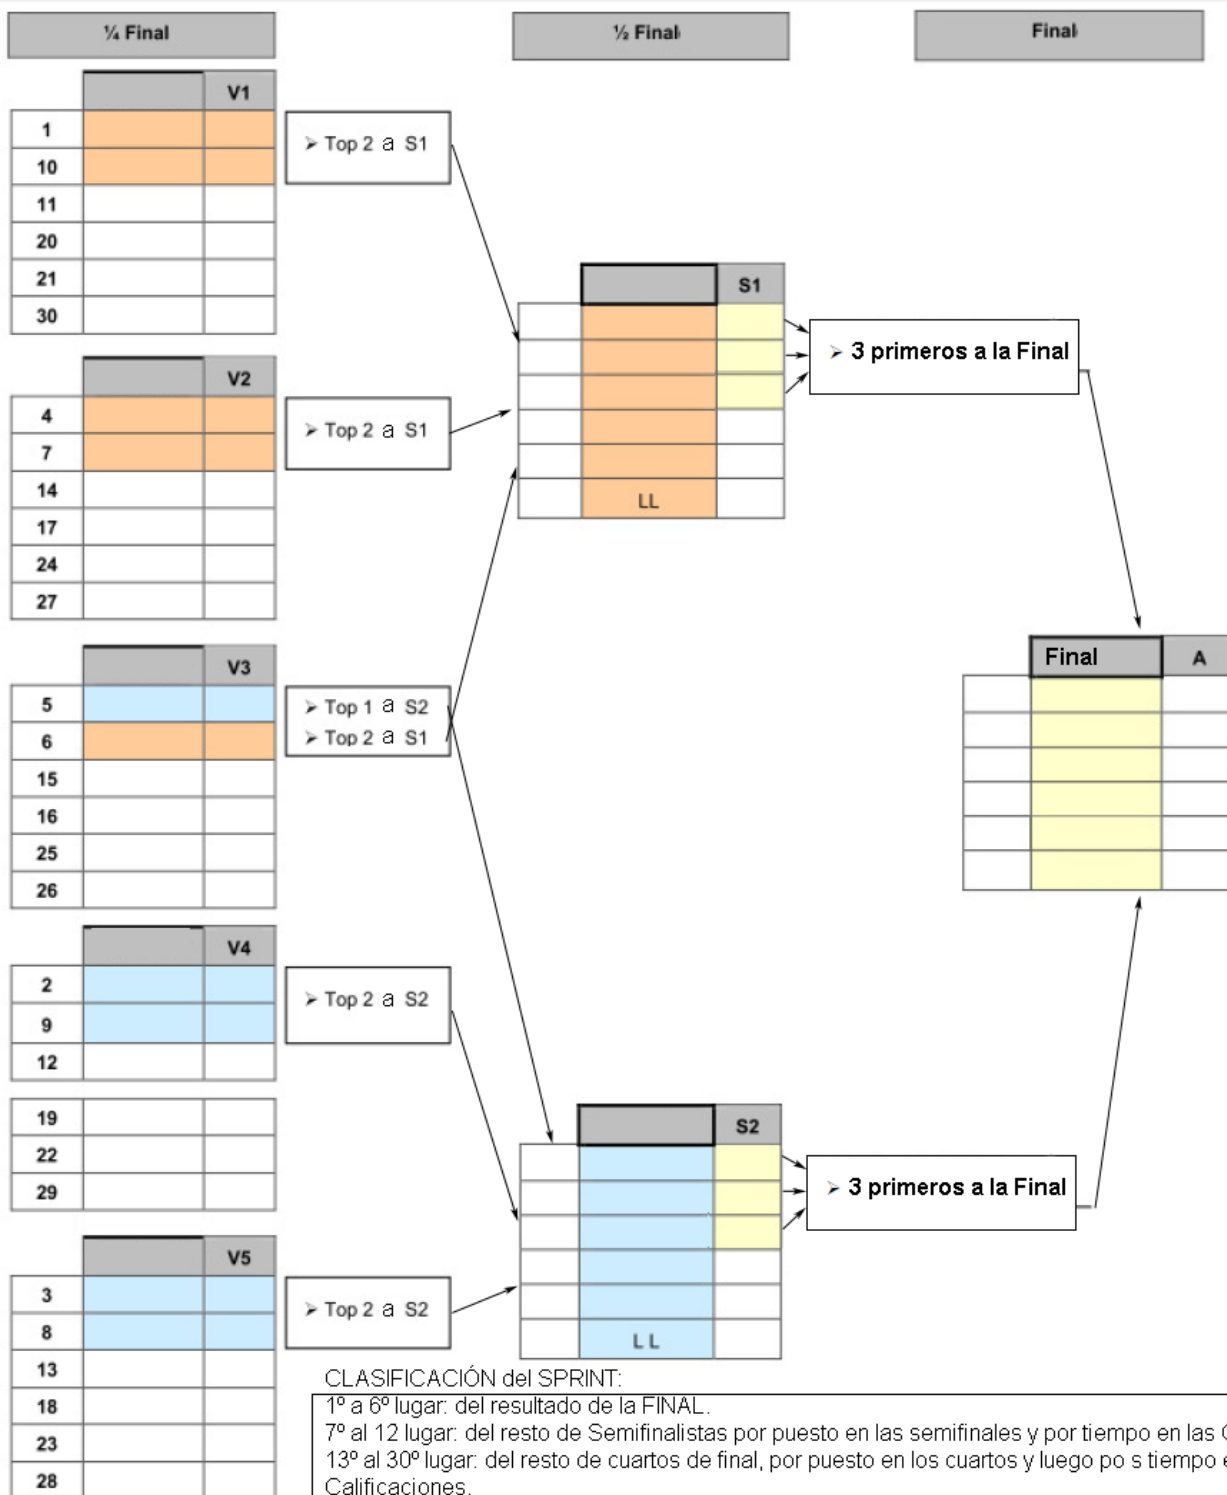 ¼ Final
½ Final
Final
V1
1
10
11
20
21
30
➢ Top 2 a S1
V2
4
7
14
17
24
27
➢ Top 2 a S1
V3
5
6
15
16
25
26
➢ Top 1 a S2
➢ Top 2 a S1
V4
2
9
12
19
22
29
➢ Top 2 a S2
V5
3
8
13
18
23
28
➢ Top 2 a S2
S1
LL
➢ 3 primeros a la Final
S2
L L
➢ 3 primeros a la Final
Final A
CLASIFICACIÓN del SPRINT:
1º a 6º lugar: del resultado de la FINAL.
7º al 12 lugar: del resto de Semifinalistas por puesto en las semifinales y por tiempo en las
13º al 30º lugar: del resto de cuartos de final, por puesto en los cuartos y luego po s tiempo
Calificaciones.